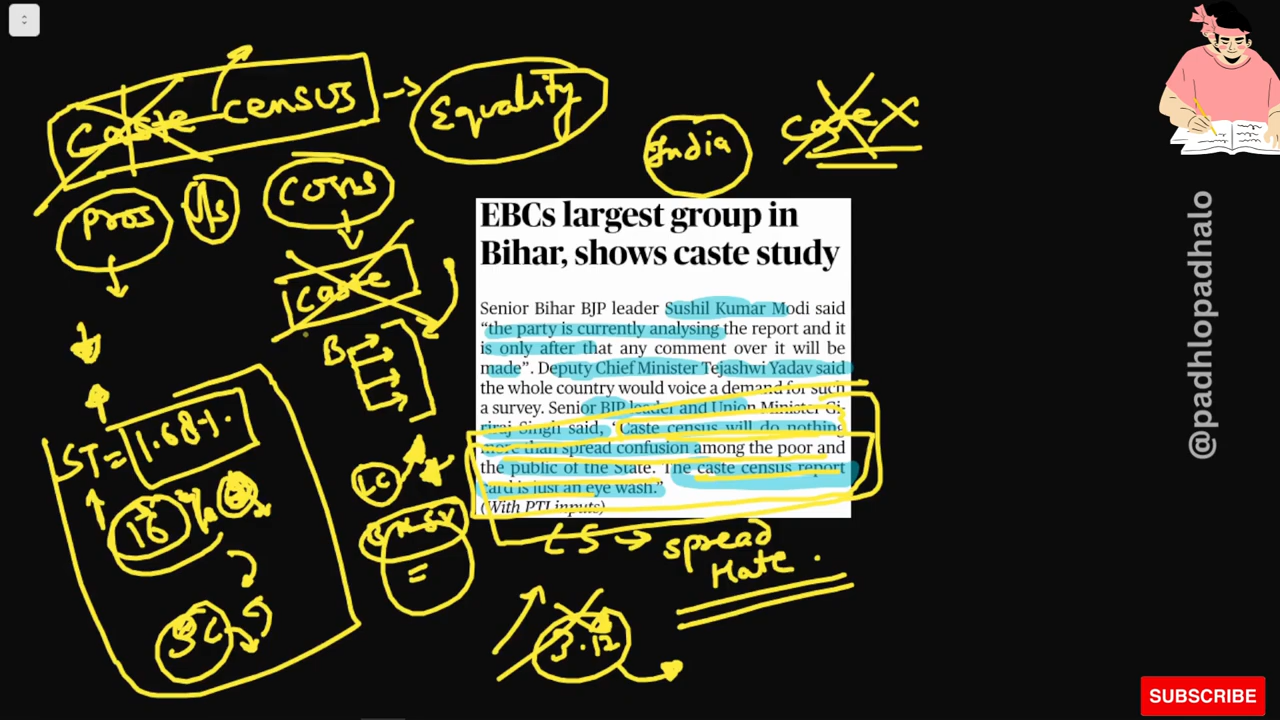 Caste census → Equality
India
Caste X
Pros
V/s
Cons
Caste
B
EBCs largest group in
Bihar, shows caste study
Senior Bihar BJP leader Sushil Kumar Modi said
“the party is currently analysing the report and it
is only after that any comment over it will be
made”. Deputy Chief Minister Tejashwi Yadav said
the whole country would voice a demand for such
a survey. Senior BJP leader and Union Minister Gi-
riraj Singh said, ‘Caste census will do nothing
more than spread confusion among the poor and
the public of the State. The caste census report
card is just an eye wash.”
(With PTI inputs)
ST = 1.68%.
LC
SC
→ spread
Hate.
3.12
@padhlopadhalo
SUBSCRIBE